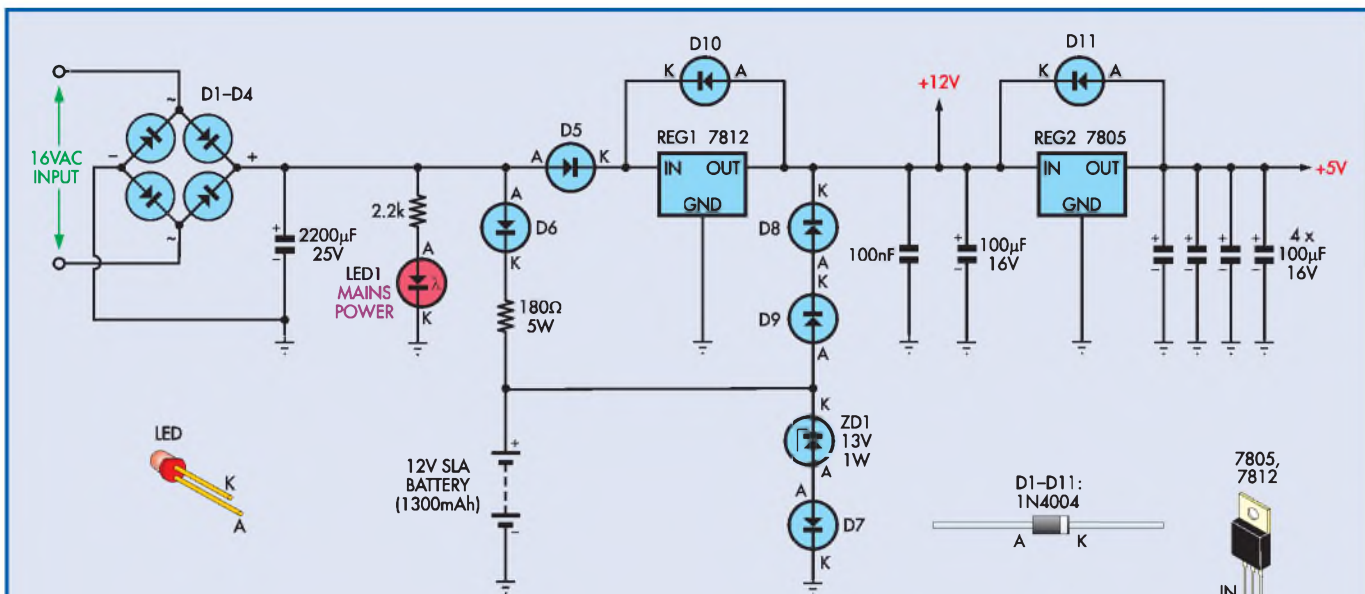 16VAC
INPUT
~
D1–D4
–
+
~
+
–
2200µF
25V
2.2k
A
LED1
MAINS
POWER
λ
K
A
D6
K
180Ω
5W
A
D5
K
D10
K
A
REG1 7812
IN OUT
GND
K
D8
A
K
D9
A
100nF
+12V
+
–
100µF
16V
D11
K
A
REG2 7805
IN OUT
GND
+5V
+
–
+
–
+
–
+
–
4 x
100µF
16V
K
ZD1
13V
1W
A
A
D7
K
12V SLA
BATTERY
(1300mAh)
+
–
LED
K
A
D1–D11:
1N4004
A
K
7805,
7812
IN